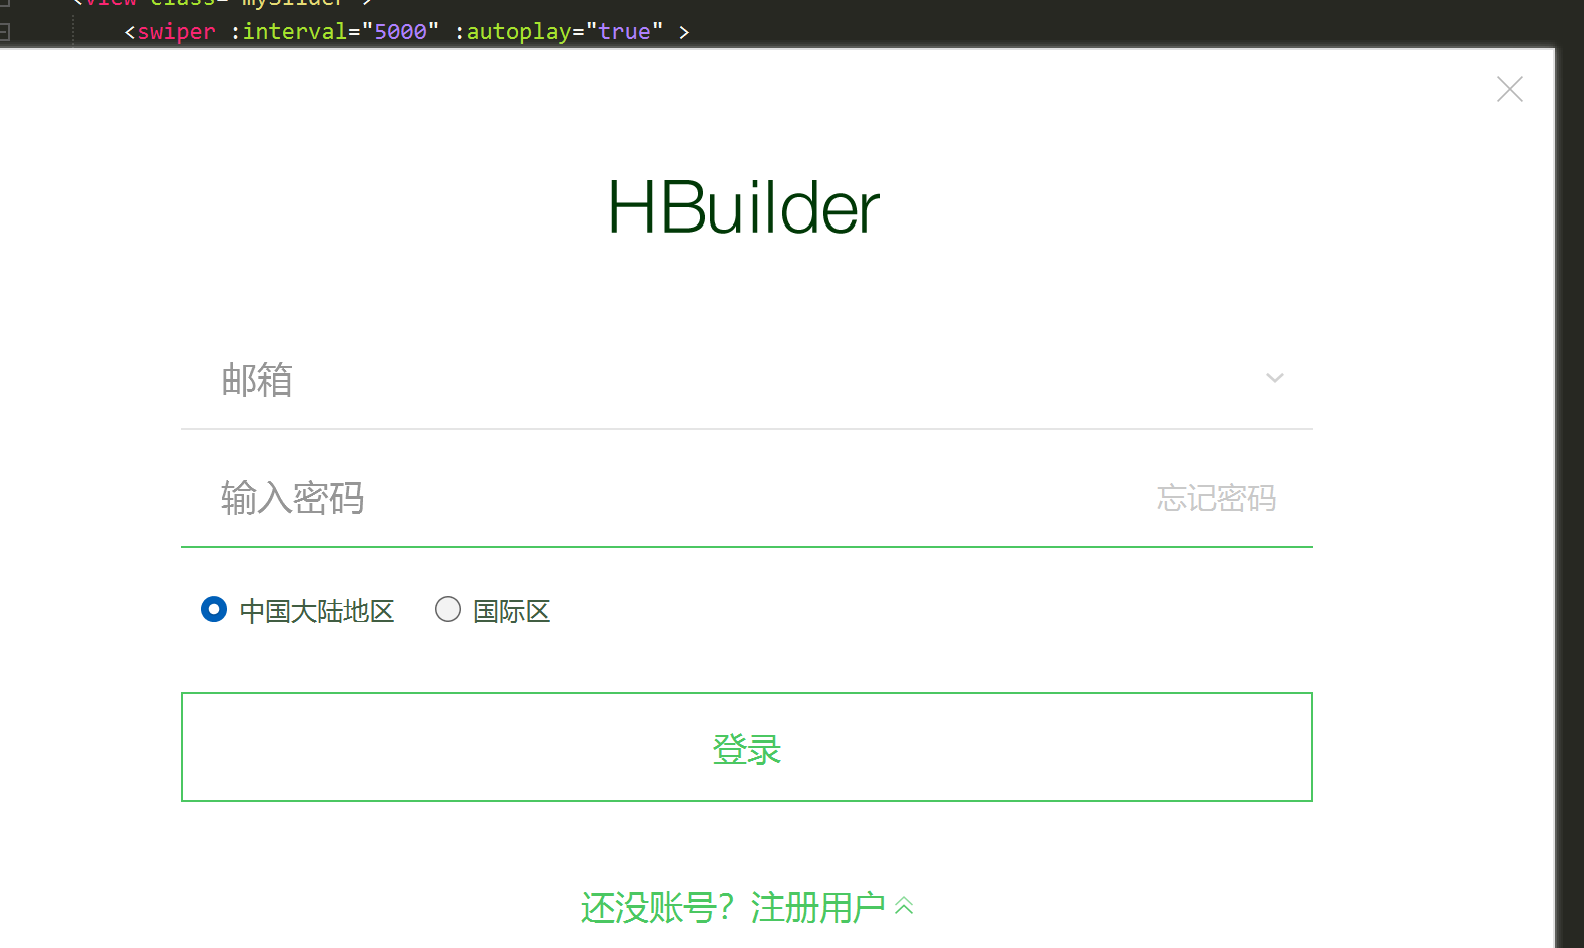 <view class="mySlider">
<swiper :interval="5000" :autoplay="true" >
HBuilder
邮箱
输入密码
忘记密码
中国大陆地区
国际区
登录
还没账号？注册用户